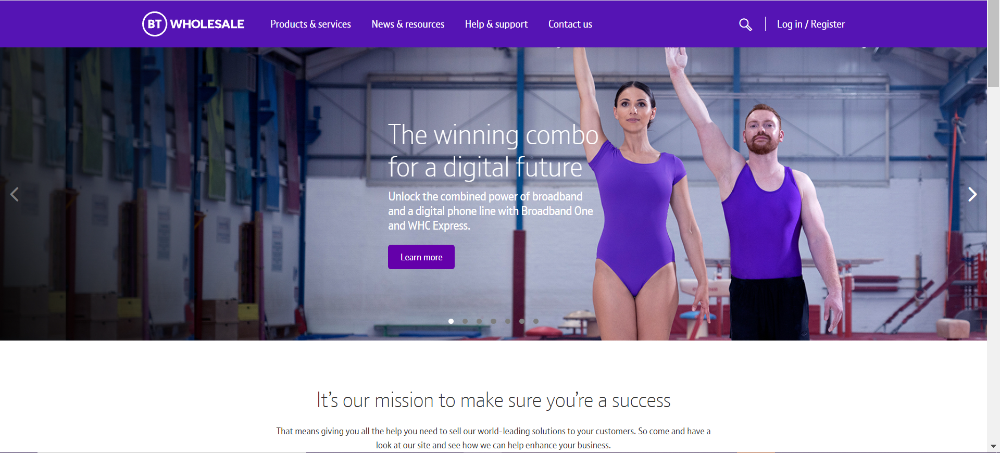 BT WHOLESALE
Products & services
News & resources
Help & support
Contact us
Log in / Register
The winning combo
for a digital future
Unlock the combined power of broadband
and a digital phone line with Broadband One
and WHC Express.
Learn more
It’s our mission to make sure you’re a success
That means giving you all the help you need to sell our world-leading solutions to your customers. So come and have a
look at our site and see how we can help enhance your business.